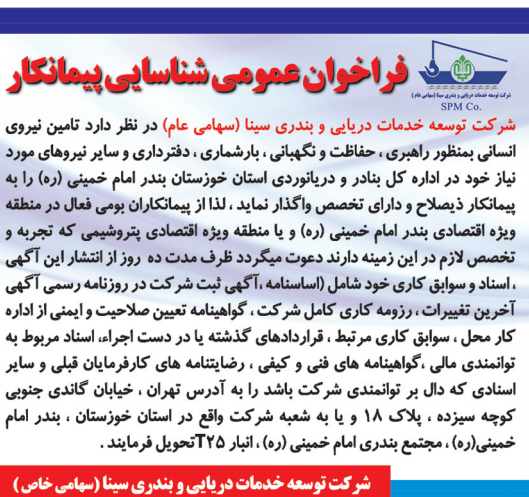 فراخوان عمومی شناسایی پیمانکار
شرکت توسعه خدمات دریایی و بندری سینا (سهامی عام)
SPM Co.
شرکت توسعه خدمات دریایی و بندری سینا (سهامی عام) در نظر دارد تامین نیروی
انسانی بمنظور راهبری ، حفاظت و نگهبانی ، بارشماری ، دفترداری و سایر نیروهای مورد
نیاز خود در اداره کل بنادر و دریانوردی استان خوزستان بندر امام خمینی (ره) را به
پیمانکار ذیصلاح و دارای تخصص واگذار نماید ، لذا از پیمانکاران بومی فعال در منطقه
ویژه اقتصادی بندر امام خمینی (ره) و یا منطقه ویژه اقتصادی پتروشیمی که تجربه و
تخصص لازم در این زمینه دارند دعوت میگردد ظرف مدت ده روز از انتشار این آگهی
، اسناد و سوابق کاری خود شامل (اساسنامه ،آگهی ثبت شرکت در روزنامه رسمی آگهی
آخرین تغییرات ، رزومه کاری کامل شرکت ، گواهینامه تعیین صلاحیت و ایمنی از اداره
کار محل ، سوابق کاری مرتبط ، قراردادهای گذشته یا در دست اجراء، اسناد مربوط به
توانمندی مالی ،گواهینامه های فنی و کیفی ، رضایتنامه های کارفرمایان قبلی و سایر
اسنادی که دال بر توانمندی شرکت باشد را به آدرس تهران ، خیابان گاندی جنوبی
کوچه سیزده ، پلاک ۱۸ و یا به شعبه شرکت واقع در استان خوزستان ، بندر امام
خمینی(ره) ، مجتمع بندری امام خمینی (ره) ، انبار T۲۵تحویل فرمایند .
شرکت توسعه خدمات دریایی و بندری سینا (سهامی خاص )